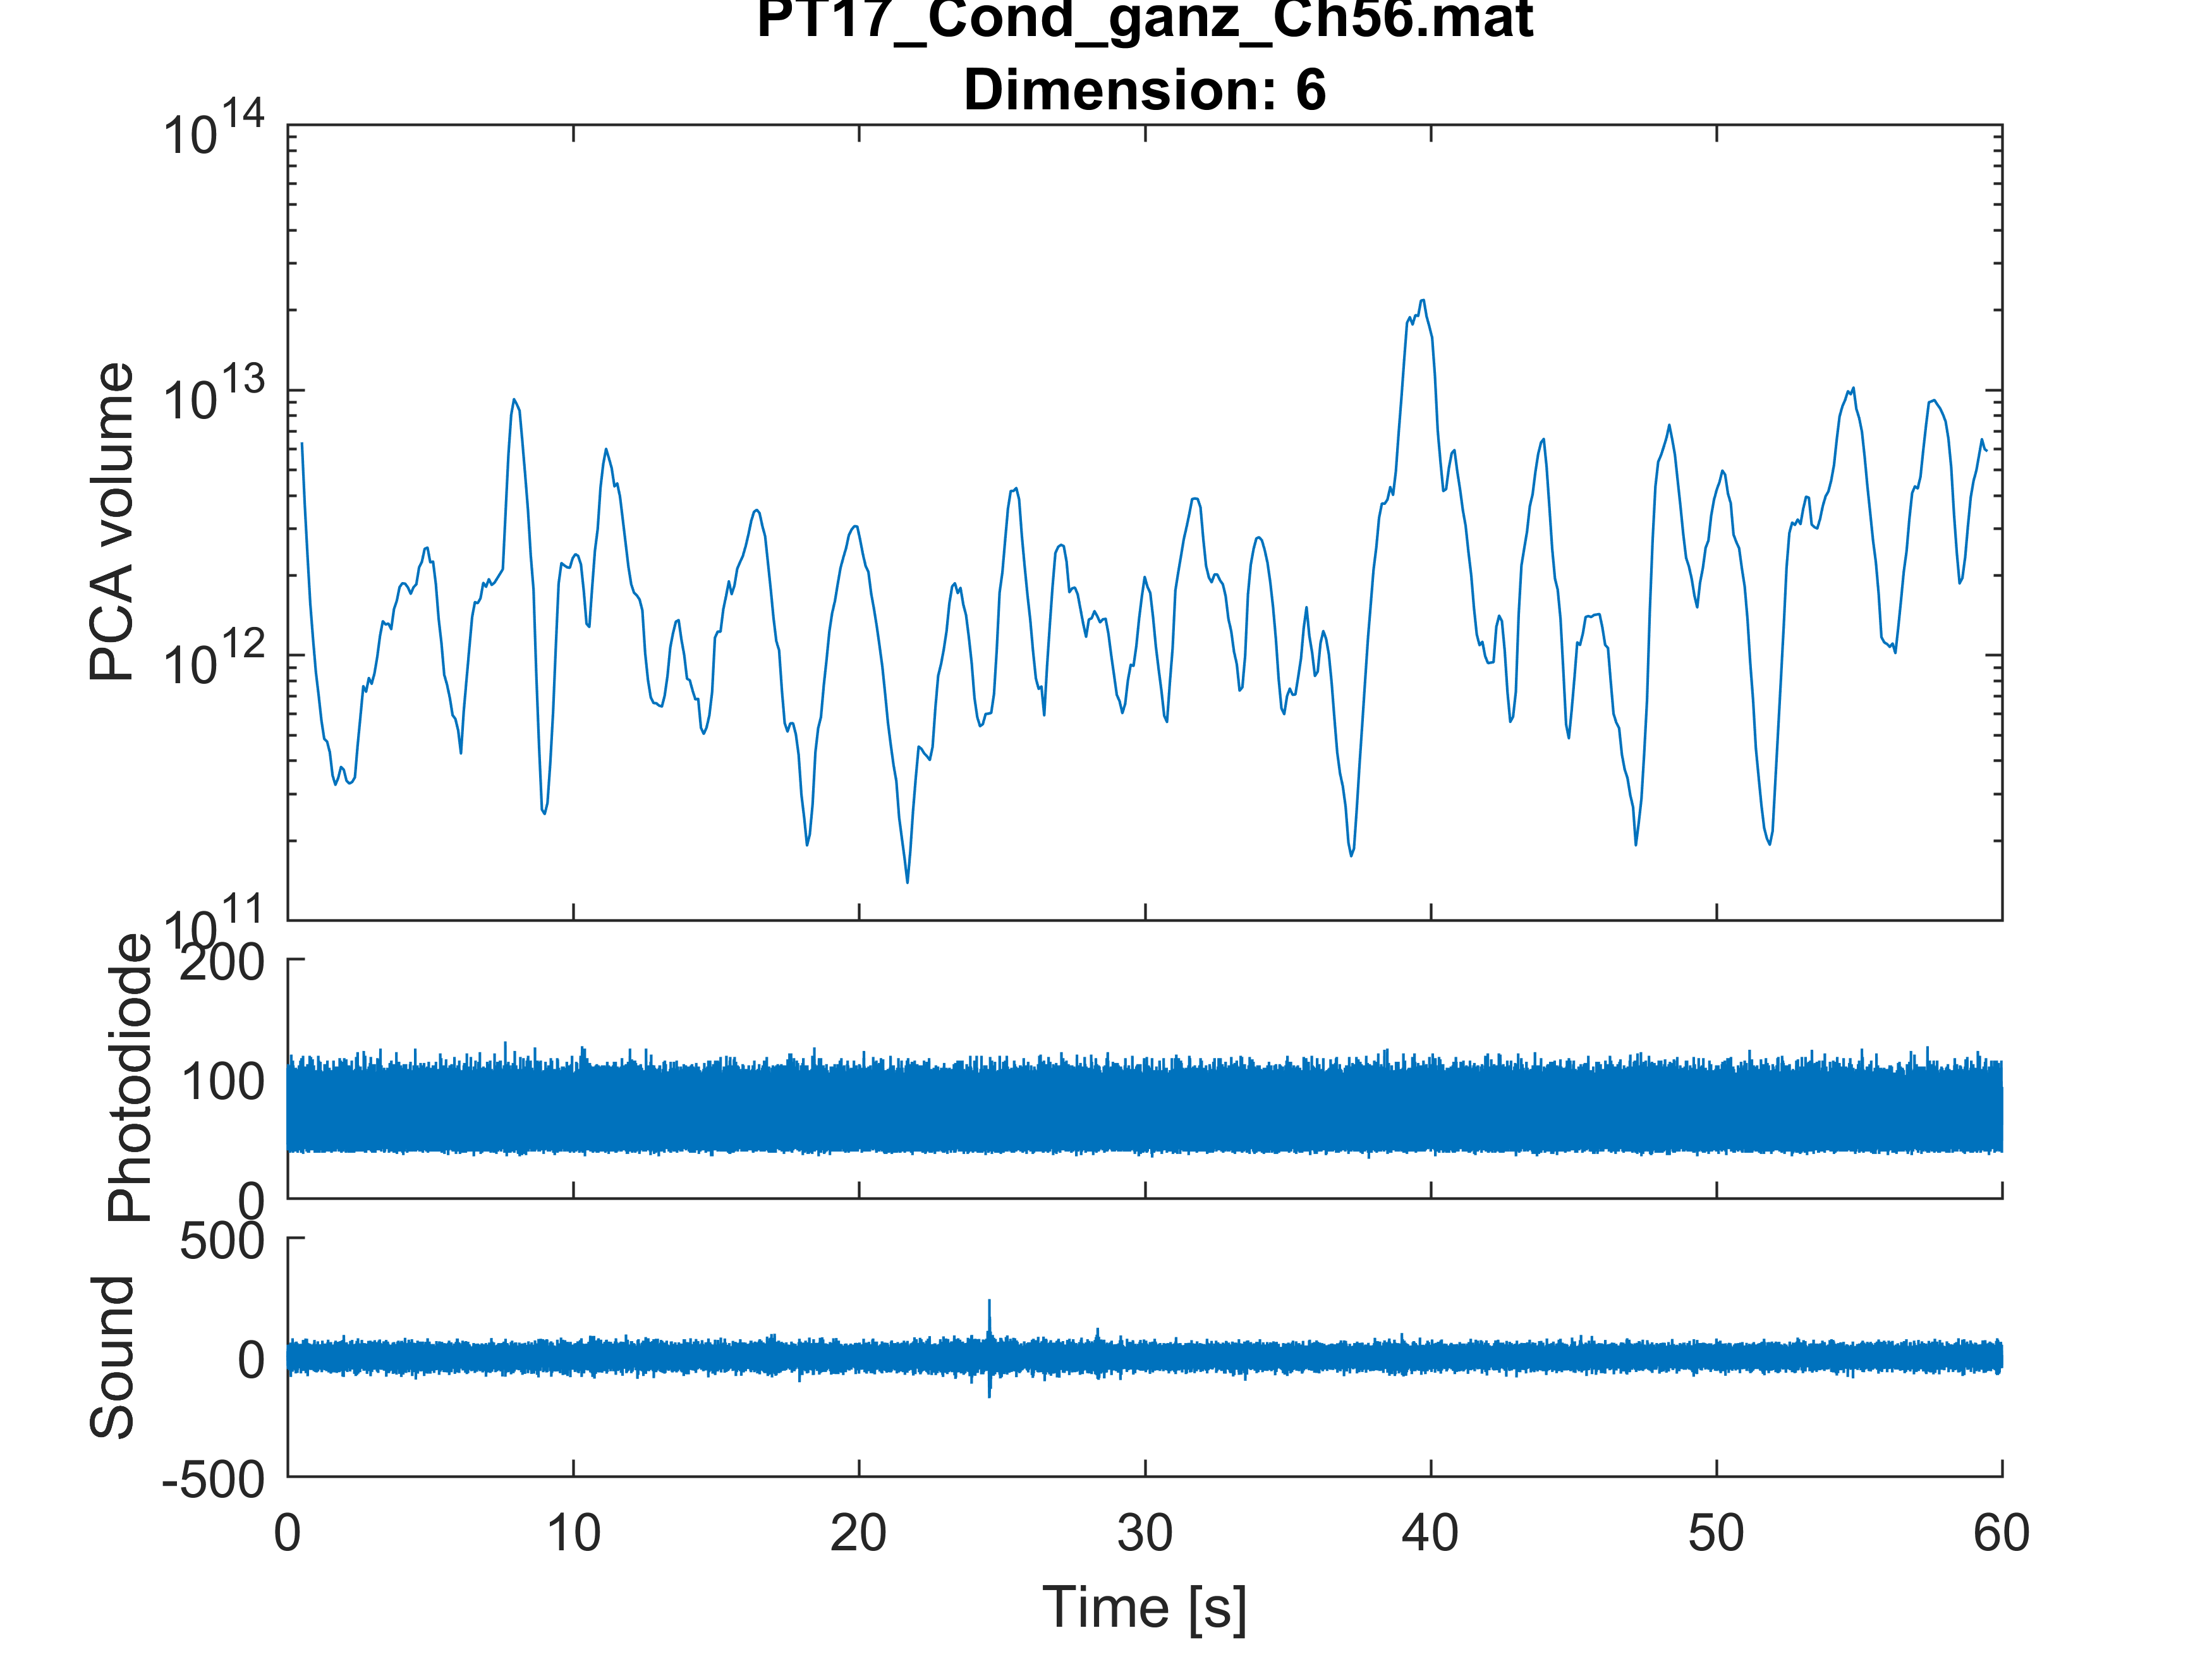 PT17_Cond_ganz_Ch56.mat
Dimension: 6
10^14
10^13
10^12
10^11
PCA volume
200
100
0
Photodiode
500
0
-500
Sound
0 10 20 30 40 50 60
Time [s]